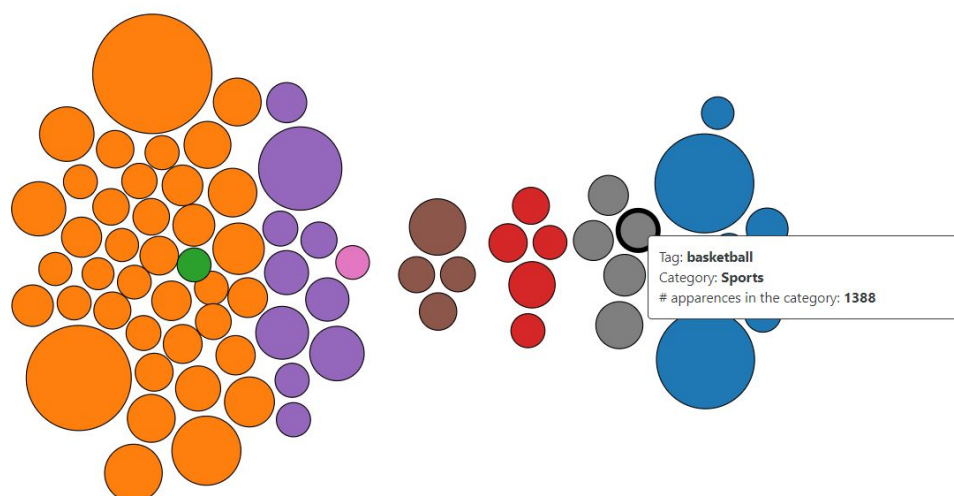 Tag: basketball
Category: Sports
# apparences in the category: 1388